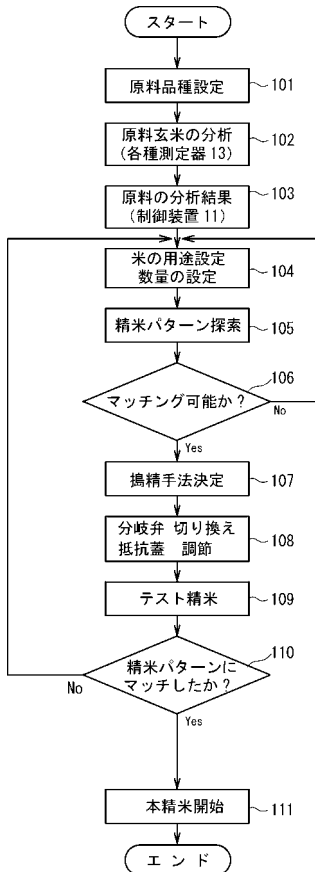 スタート
原料品種設定
101
原料玄米の分析
(各種測定器 13)
102
原料の分析結果
(制御装置 11)
103
米の用途設定
数量の設定
104
精米パターン探索
105
106
マッチング可能か?
No
Yes
搗精手法決定
107
分岐弁 切り換え
抵抗蓋 調節
108
テスト精米
109
110
精米パターンに
マッチしたか?
No
Yes
本精米開始
111
エンド